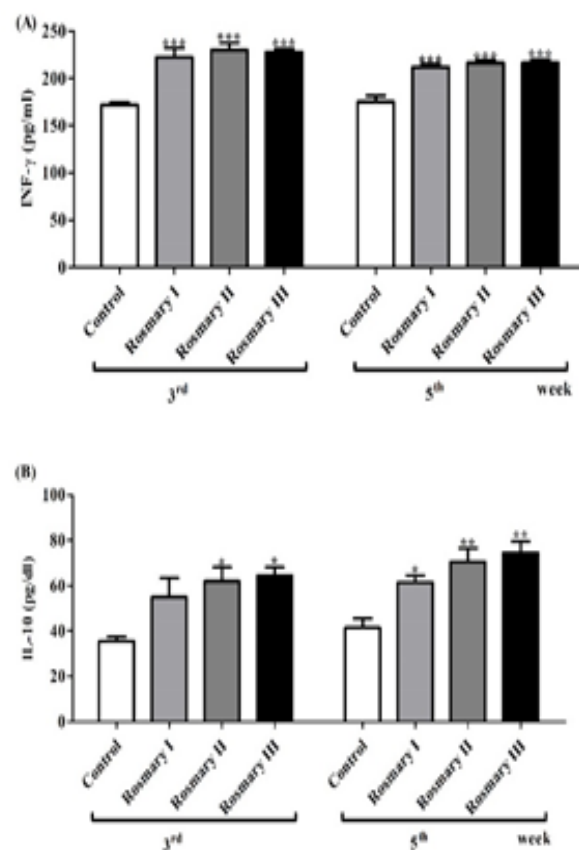 (A)
INF-γ (pg/ml)
250
200
150
100
50
0
+++ +++ +++ +++ +++ +++
Control Rosmary I Rosmary II Rosmary III Control Rosmary I Rosmary II Rosmary III
3rd 5th week
(B)
IL-10 (pg/dl)
100
80
60
40
20
0
+ + + ++ ++
Control Rosmary I Rosmary II Rosmary III Control Rosmary I Rosmary II Rosmary III
3rd 5th week